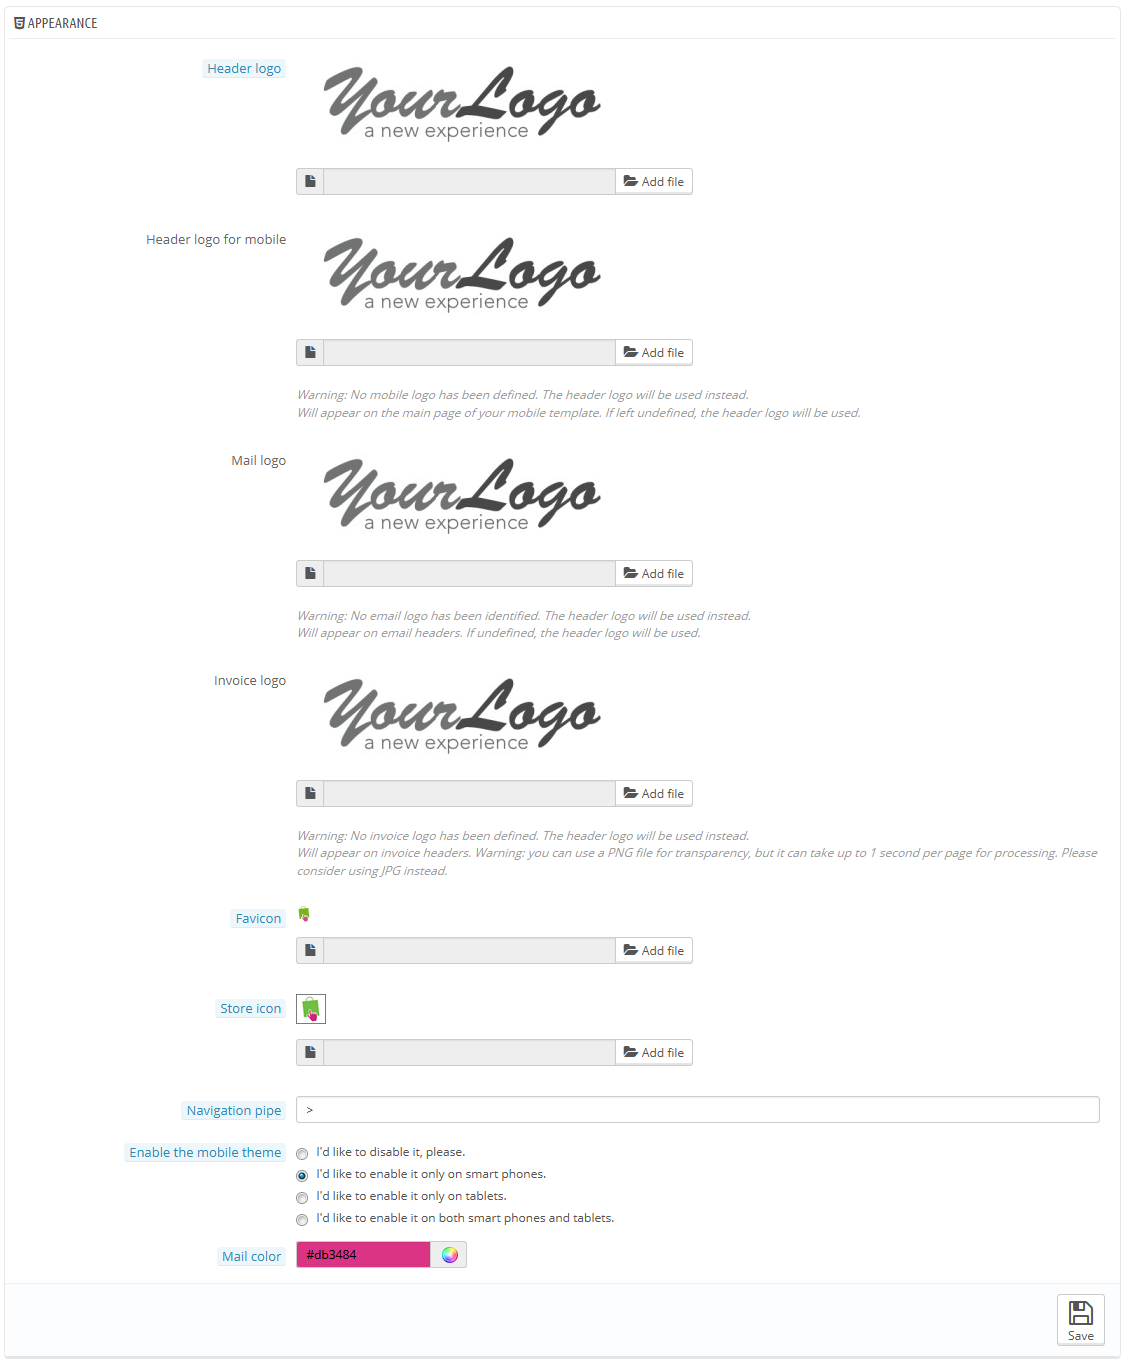 APPEARANCE
Header logo
YourLogo
a new experience
Add file
Header logo for mobile
YourLogo
a new experience
Add file
Warning: No mobile logo has been defined. The header logo will be used instead.
Will appear on the main page of your mobile template. If left undefined, the header logo will be used.
Mail logo
YourLogo
a new experience
Add file
Warning: No email logo has been identified. The header logo will be used instead.
Will appear on email headers. If undefined, the header logo will be used.
Invoice logo
YourLogo
a new experience
Add file
Warning: No invoice logo has been defined. The header logo will be used instead.
Will appear on invoice headers. Warning: you can use a PNG file for transparency, but it can take up to 1 second per page for processing. Please
consider using JPG instead.
Favicon
Add file
Store icon
Add file
Navigation pipe >
Enable the mobile theme I'd like to disable it, please.
I'd like to enable it only on smart phones.
I'd like to enable it only on tablets.
I'd like to enable it on both smart phones and tablets.
Mail color #db3484
Save